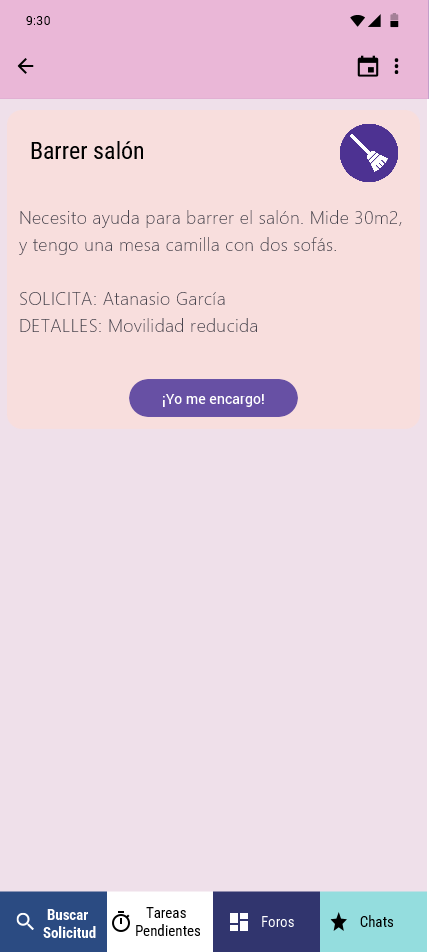 9:30
Barrer salón
Necesito ayuda para barrer el salón. Mide 30m2,
y tengo una mesa camilla con dos sofás.
SOLICITA: Atanasio García
DETALLES: Movilidad reducida
¡Yo me encargo!
Buscar
Solicitud
Tareas
Pendientes
Foros
Chats